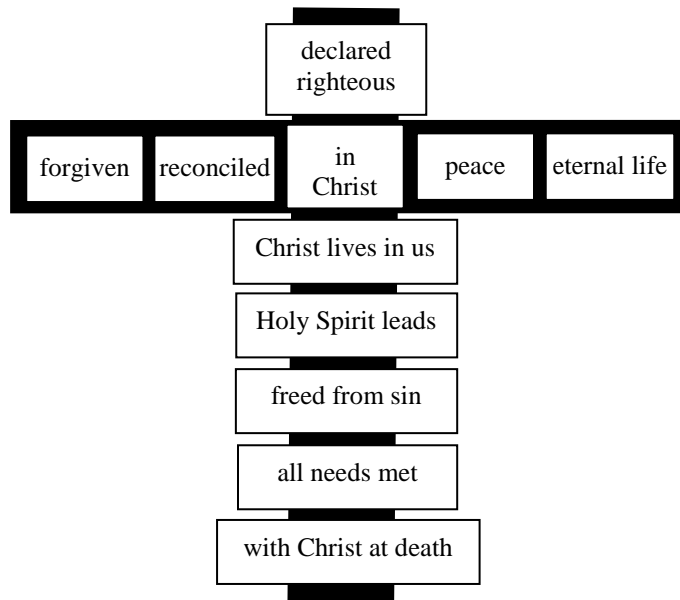 declared
righteous
forgiven
reconciled
in
Christ
peace
eternal life
Christ lives in us
Holy Spirit leads
freed from sin
all needs met
with Christ at death